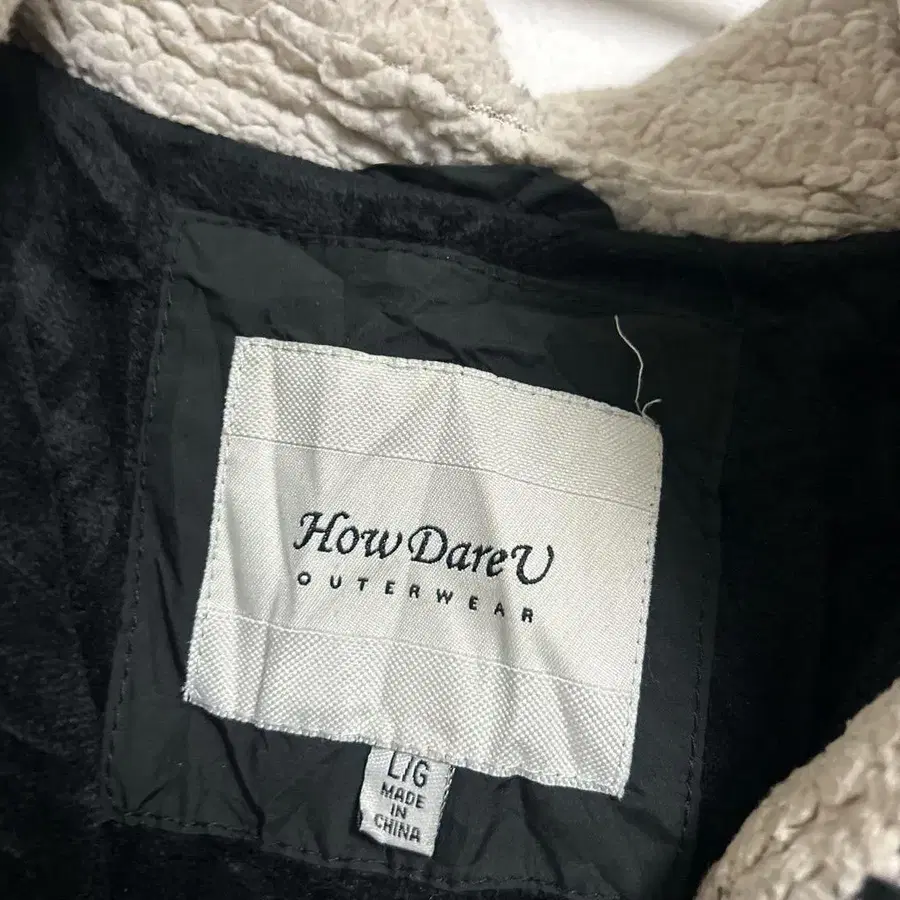 How Dare U
OUTERWEAR
L/G
MADE
IN
CHINA